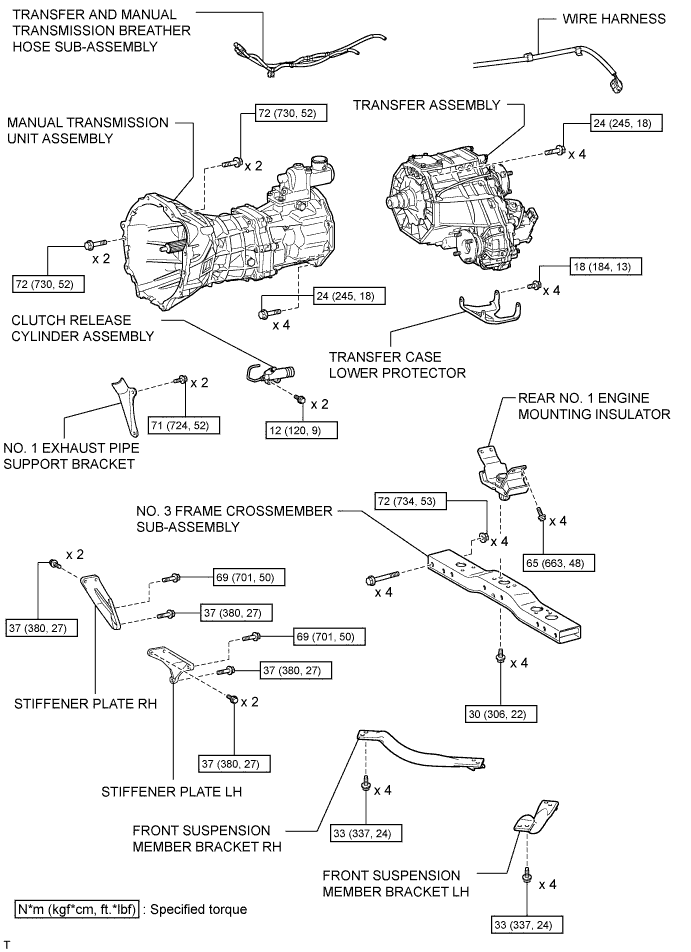 TRANSFER AND MANUAL
TRANSMISSION BREATHER
HOSE SUB-ASSEMBLY
WIRE HARNESS
MANUAL TRANSMISSION
UNIT ASSEMBLY
72 (730, 52)
x 2
TRANSFER ASSEMBLY
24 (245, 18)
x 4
x 2
72 (730, 52)
24 (245, 18)
x 4
18 (184, 13)
x 4
CLUTCH RELEASE
CYLINDER ASSEMBLY
TRANSFER CASE
LOWER PROTECTOR
x 2
71 (724, 52)
x 2
12 (120, 9)
NO. 1 EXHAUST PIPE
SUPPORT BRACKET
REAR NO. 1 ENGINE
MOUNTING INSULATOR
72 (734, 53)
x 4
x 4
65 (663, 48)
NO. 3 FRAME CROSSMEMBER
SUB-ASSEMBLY
x 4
x 2
69 (701, 50)
37 (380, 27)
37 (380, 27)
69 (701, 50)
37 (380, 27)
x 2
x 4
30 (306, 22)
STIFFENER PLATE RH
37 (380, 27)
STIFFENER PLATE LH
x 4
33 (337, 24)
FRONT SUSPENSION
MEMBER BRACKET RH
FRONT SUSPENSION
MEMBER BRACKET LH
x 4
33 (337, 24)
N*m (kgf*cm, ft.*lbf) : Specified torque
T